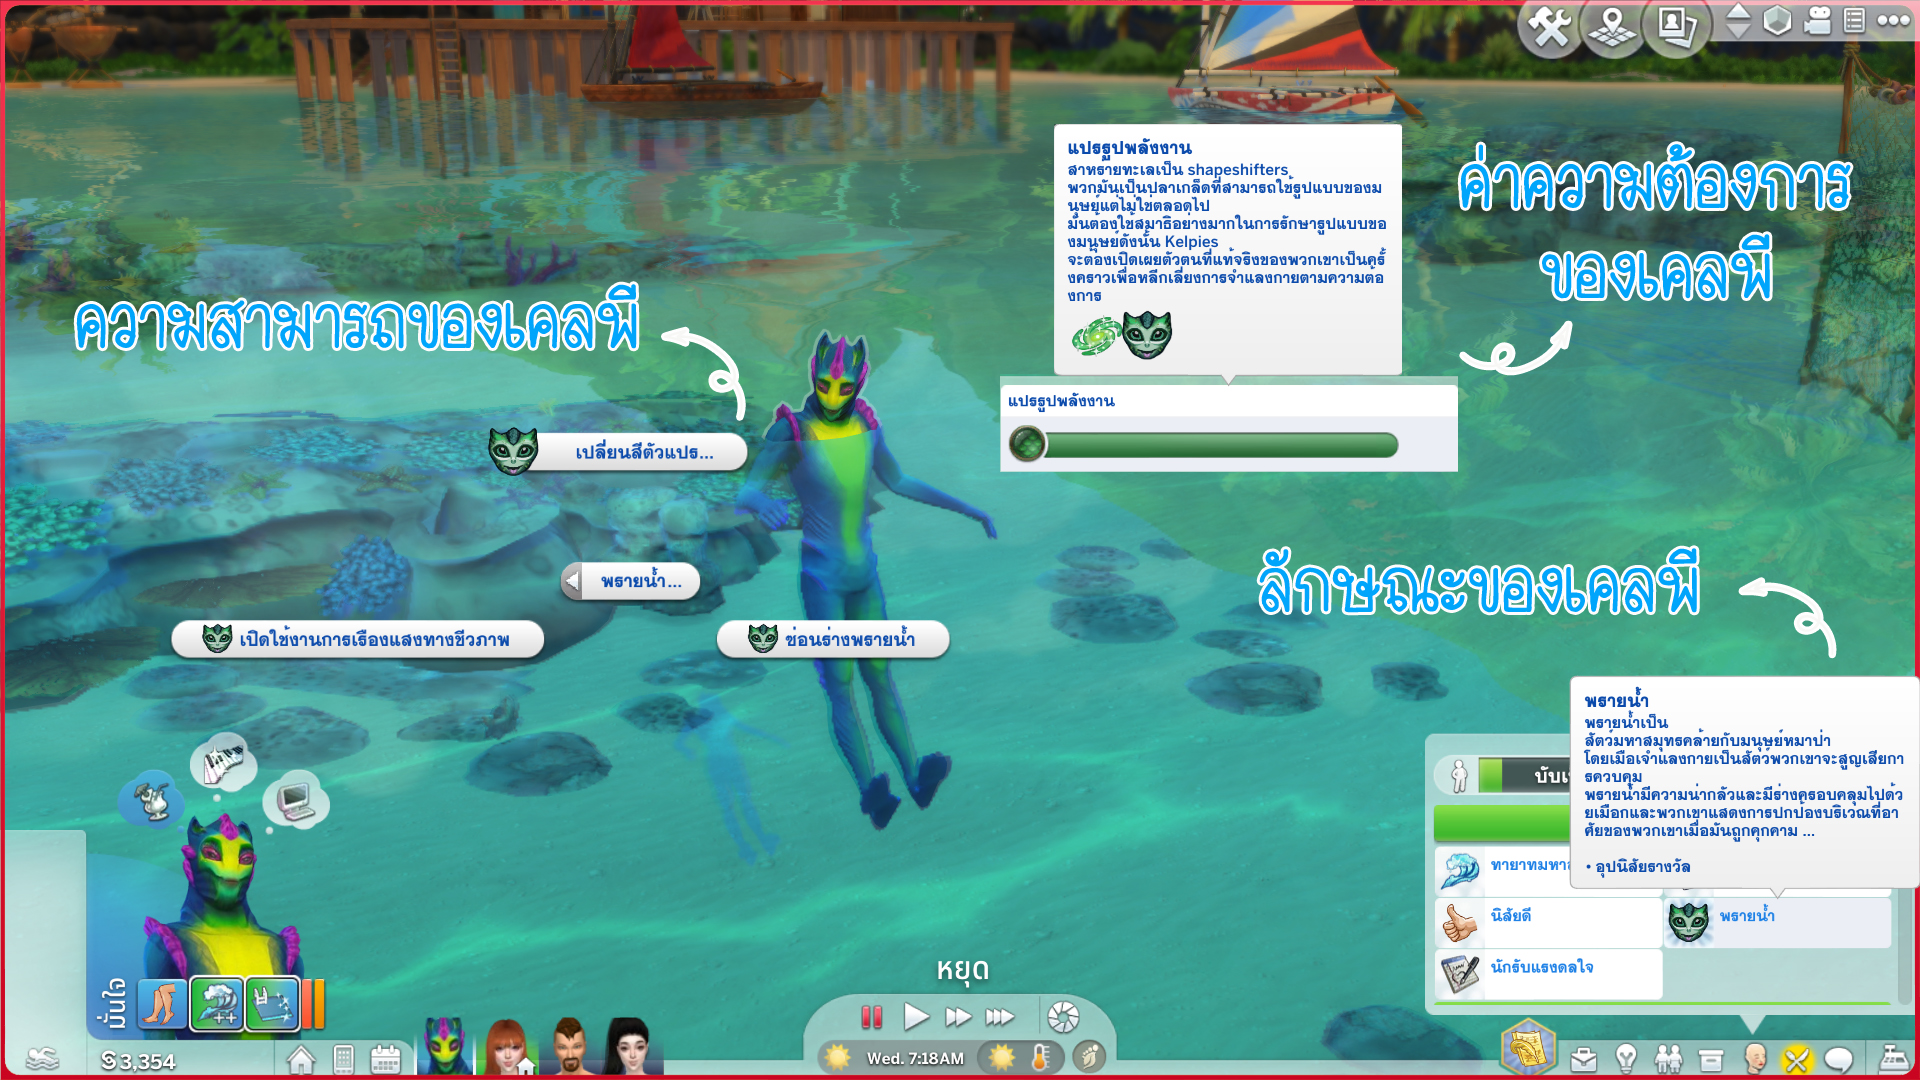 แปรรูปพลังงาน
สาหร่ายทะเลเป็น shapeshifters
พวกมันเป็นปลาเกล็ดที่สามารถใช้รูปแบบของม
นุษย์แต่ไม่ใช่ตลอดไป
มันต้องใช้สมาธิอย่างมากในการรักษารูปแบบขอ
งมนุษย์ดังนั้น Kelpies
จะต้องเปิดเผยตัวตนที่แท้จริงของพวกเขาเป็นครั้
งคราวเพื่อหลีกเลี่ยงการจำแลงกายตามความต้อ
งการ
ค่าความต้องการ
ของเคลพี
ความสามารถของเคลพี
แปรรูปพลังงาน
เปลี่ยนสีตัวแปร...
พรายน้ำ...
เปิดใช้งานการเรืองแสงทางชีวภาพ
ซ่อนร่างพรายน้ำ
ลักษณะของเคลพี
พรายน้ำ
พรายน้ำเป็น
สัตว์มหาสมุทรคล้ายกับมนุษย์หมาป่า
โดยเมื่อเจ้าแลงกายเป็นสัตว์พวกเขาจะสูญเสียกา
รควบคุม
พรายน้ำมีความน่ากลัวและมีร่างครอบคลุมไปด้ว
ยเมือกและพวกเขาแสดงการปกป้องบริเวณที่อา
ศัยของพวกเขาเมื่อมันถูกคุกคาม ...
• อุปนิสัยรางวัล
นิสัยดี
พรายน้ำ
นักรับแรงดลใจ
มั่นใจ
หยุด
§3,354
Wed. 7:18AM